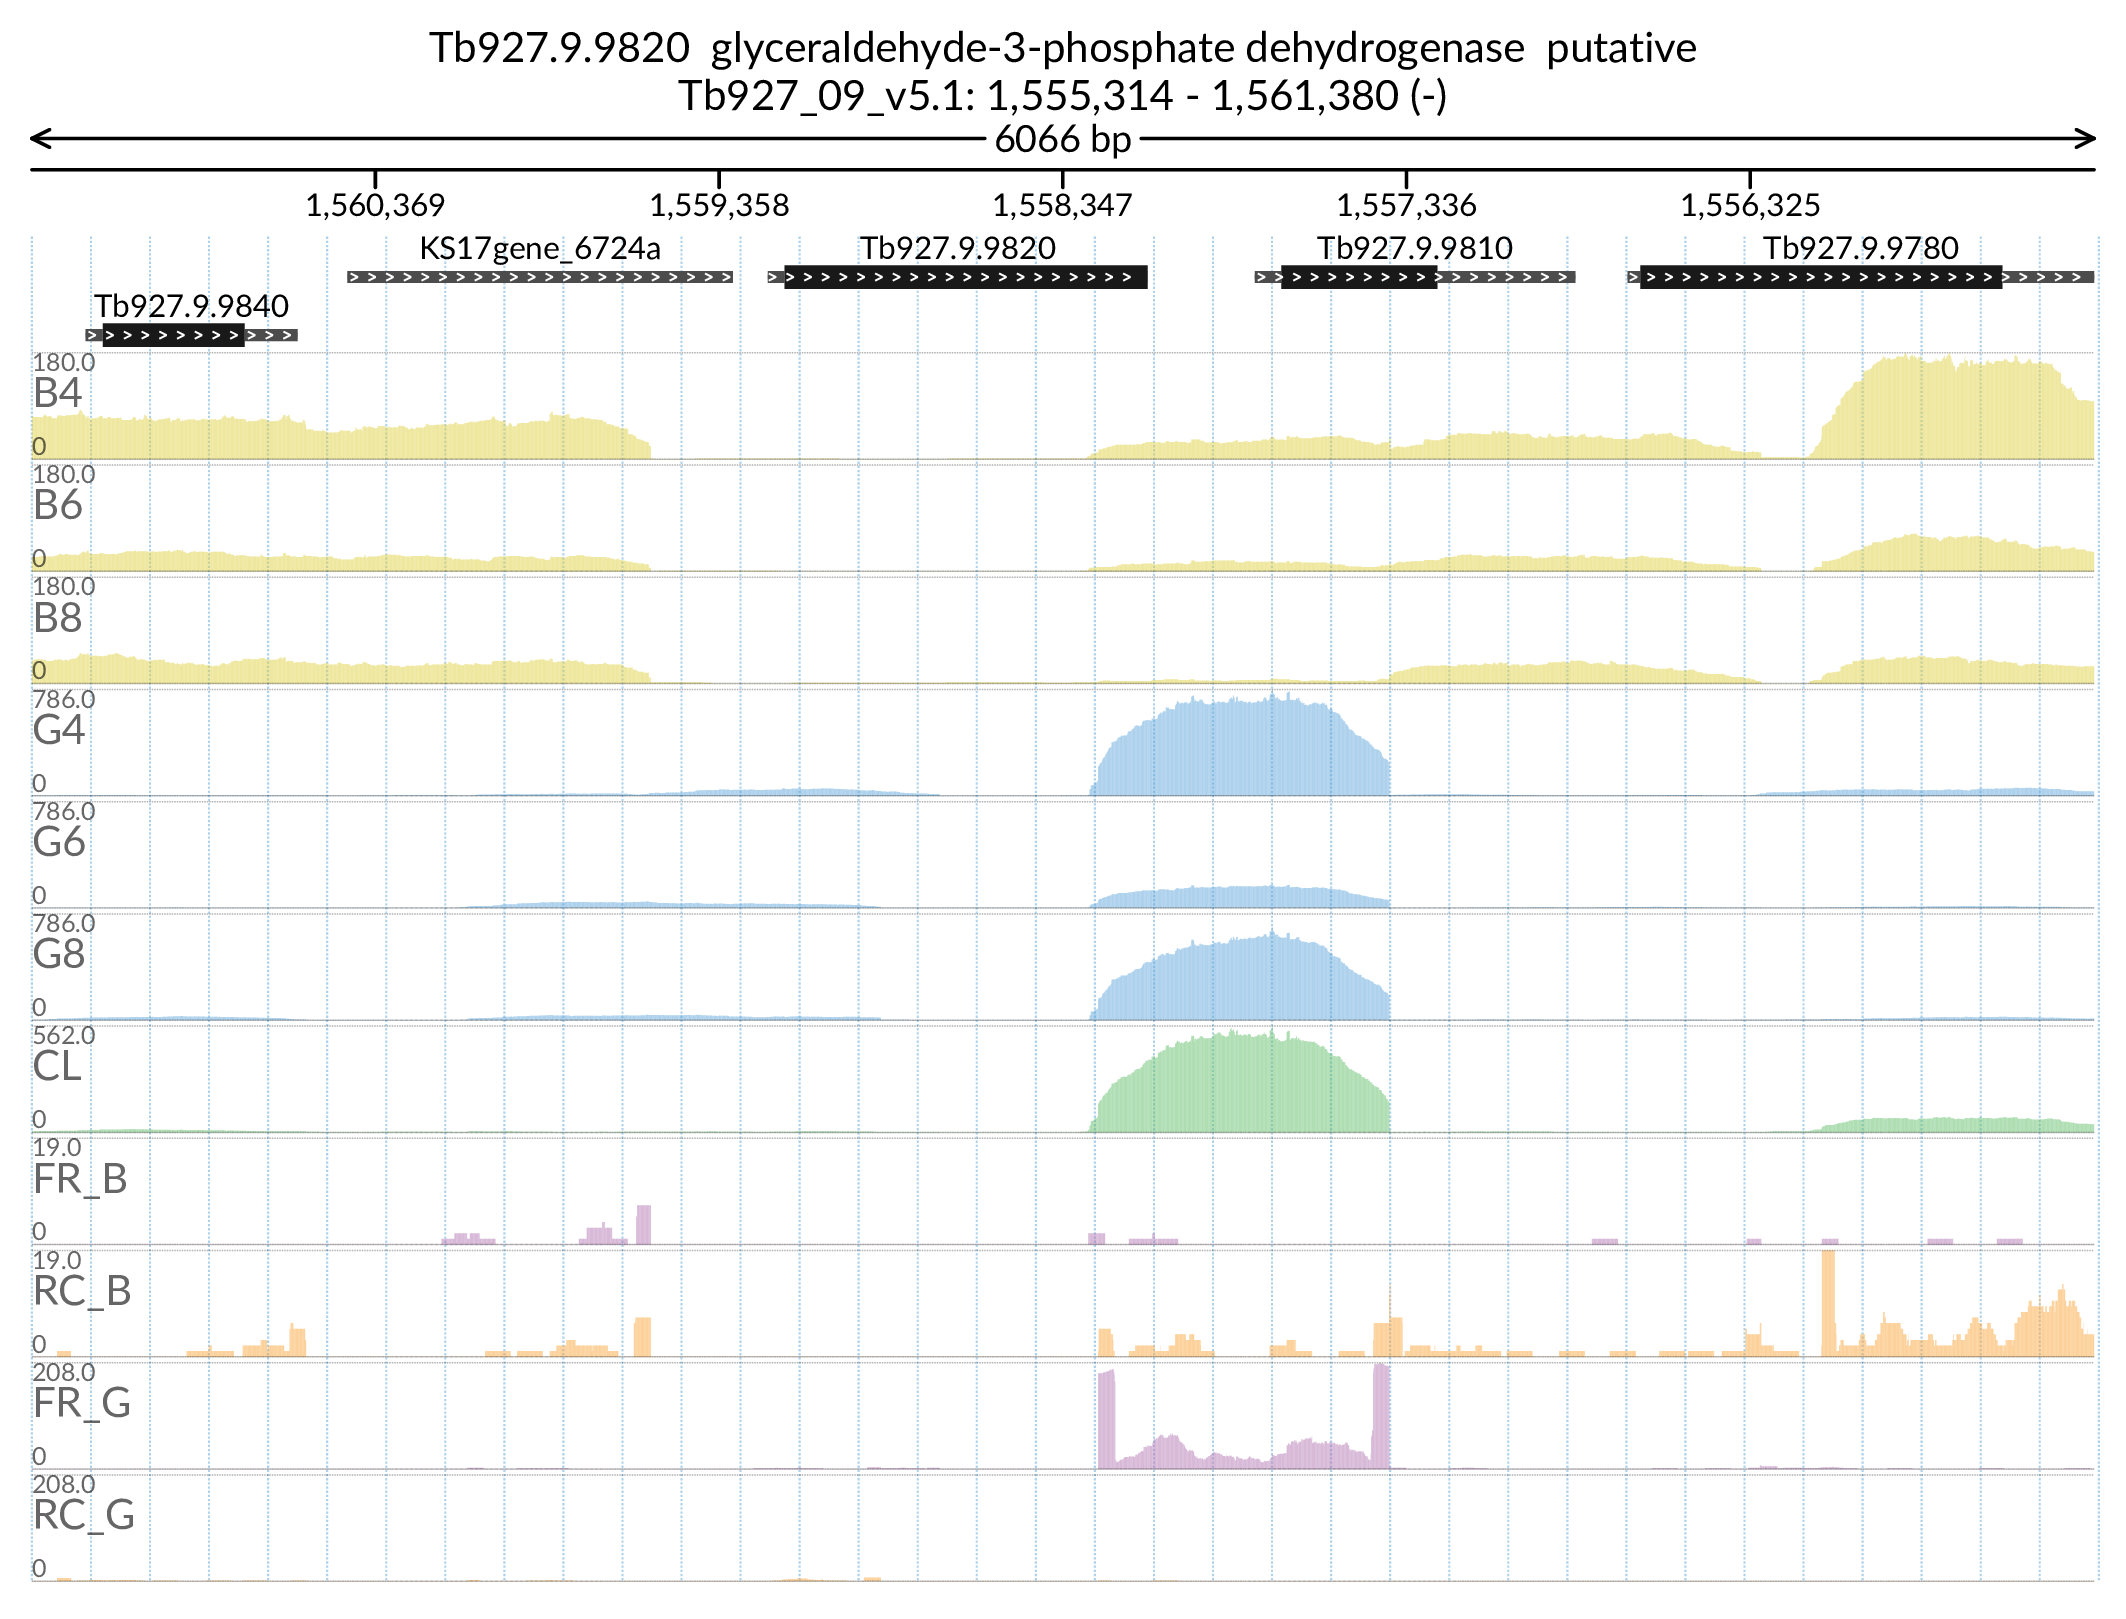 Tb927.9.9820 glyceraldehyde-3-phosphate dehydrogenase putative
Tb927_09_v5.1: 1,555,314 - 1,561,380 (-)
6066 bp
1,560,369 1,559,358 1,558,347 1,557,336 1,556,325
KS17gene_6724a Tb927.9.9820 Tb927.9.9810 Tb927.9.9780
Tb927.9.9840
180.0
B4
0
180.0
B6
0
180.0
B8
0
786.0
G4
0
786.0
G6
0
786.0
G8
0
562.0
CL
0
19.0
FR_B
0
19.0
RC_B
0
208.0
FR_G
0
208.0
RC_G
0